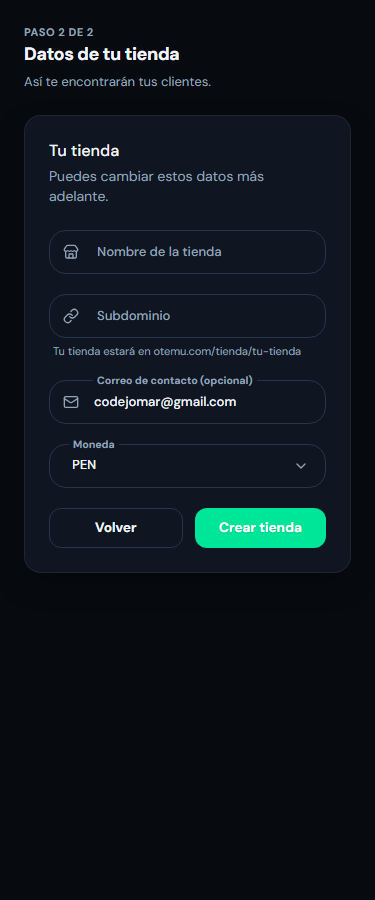 PASO 2 DE 2
Datos de tu tienda
Así te encontrarán tus clientes.
Tu tienda
Puedes cambiar estos datos más
adelante.
Nombre de la tienda
Subdominio
Tu tienda estará en otemu.com/tienda/tu-tienda
Correo de contacto (opcional)
codejomar@gmail.com
Moneda
PEN
Volver
Crear tienda